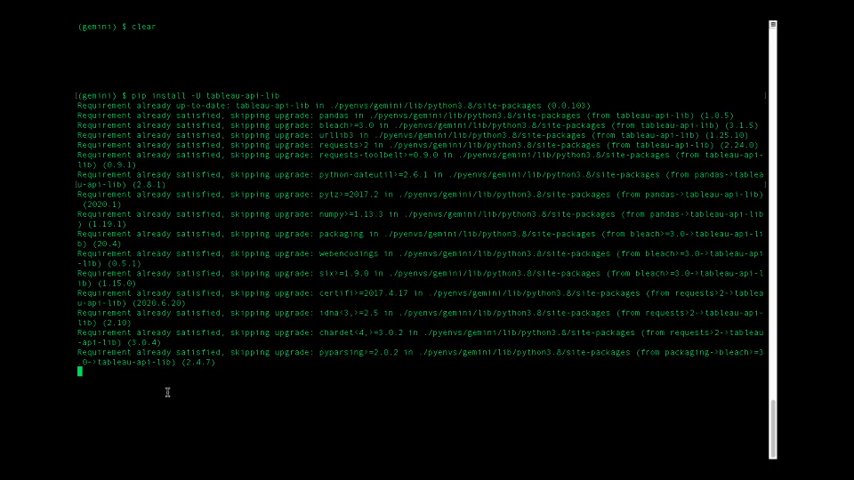 (gemini) $ clear
(gemini) $ pip install -U tableau-api-lib
Requirement already up-to-date: tableau-api-lib in ./pyenvs/gemini/lib/python3.8/site-packages (0.0.103)
Requirement already satisfied, skipping upgrade: pandas in ./pyenvs/gemini/lib/python3.8/site-packages (from tableau-api-lib) (1.0.5)
Requirement already satisfied, skipping upgrade: bleach>=3.0 in ./pyenvs/gemini/lib/python3.8/site-packages (from tableau-api-lib) (3.1.5)
Requirement already satisfied, skipping upgrade: urllib3 in ./pyenvs/gemini/lib/python3.8/site-packages (from tableau-api-lib) (1.25.10)
Requirement already satisfied, skipping upgrade: requests>2 in ./pyenvs/gemini/lib/python3.8/site-packages (from tableau-api-lib) (2.24.0)
Requirement already satisfied, skipping upgrade: requests-toolbelt>=0.9.0 in ./pyenvs/gemini/lib/python3.8/site-packages (from tableau-api-
lib) (0.9.1)
Requirement already satisfied, skipping upgrade: python-dateutil>=2.6.1 in ./pyenvs/gemini/lib/python3.8/site-packages (from pandas->tablea
u-api-lib) (2.8.1)
Requirement already satisfied, skipping upgrade: pytz>=2017.2 in ./pyenvs/gemini/lib/python3.8/site-packages (from pandas->tableau-api-lib)
(2020.1)
Requirement already satisfied, skipping upgrade: numpy>=1.13.3 in ./pyenvs/gemini/lib/python3.8/site-packages (from pandas->tableau-api-lib
) (1.19.1)
Requirement already satisfied, skipping upgrade: packaging in ./pyenvs/gemini/lib/python3.8/site-packages (from bleach>=3.0->tableau-api-li
b) (20.4)
Requirement already satisfied, skipping upgrade: webencodings in ./pyenvs/gemini/lib/python3.8/site-packages (from bleach>=3.0->tableau-api
-lib) (0.5.1)
Requirement already satisfied, skipping upgrade: six>=1.9.0 in ./pyenvs/gemini/lib/python3.8/site-packages (from bleach>=3.0->tableau-api-l
ib) (1.15.0)
Requirement already satisfied, skipping upgrade: certifi>=2017.4.17 in ./pyenvs/gemini/lib/python3.8/site-packages (from requests>2->tablea
u-api-lib) (2020.6.20)
Requirement already satisfied, skipping upgrade: idna<3,>=2.5 in ./pyenvs/gemini/lib/python3.8/site-packages (from requests>2->tableau-api-
lib) (2.10)
Requirement already satisfied, skipping upgrade: chardet<4,>=3.0.2 in ./pyenvs/gemini/lib/python3.8/site-packages (from requests>2->tableau
-api-lib) (3.0.4)
Requirement already satisfied, skipping upgrade: pyparsing>=2.0.2 in ./pyenvs/gemini/lib/python3.8/site-packages (from packaging->bleach>=3
.0->tableau-api-lib) (2.4.7)